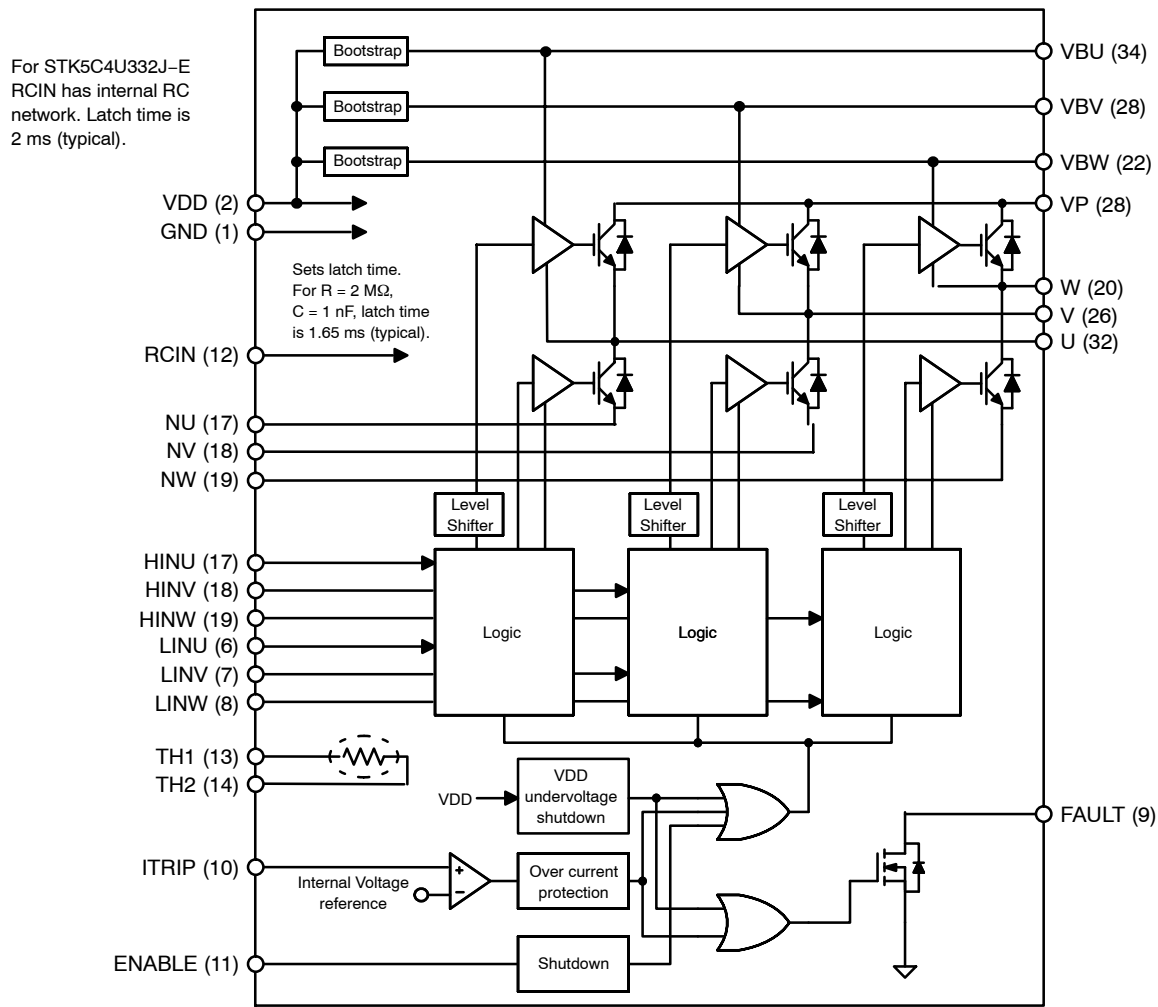 For STK5C4U332J−E
RCIN has internal RC
network. Latch time is
2 ms (typical).
Bootstrap
VBU (34)
Bootstrap
VBV (28)
Bootstrap
VBW (22)
VDD (2)
VP (28)
GND (1)
Sets latch time.
For R = 2 MΩ,
C = 1 nF, latch time
is 1.65 ms (typical).
W (20)
V (26)
U (32)
RCIN (12)
NU (17)
NV (18)
NW (19)
Level
Shifter
Level
Shifter
Level
Shifter
HINU (17)
HINV (18)
HINW (19)
LINU (6)
LINV (7)
LINW (8)
Logic
Logic
Logic
TH1 (13)
TH2 (14)
VDD
VDD
undervoltage
shutdown
FAULT (9)
ITRIP (10)
+
−
Internal Voltage
reference
Over current
protection
ENABLE (11)
Shutdown